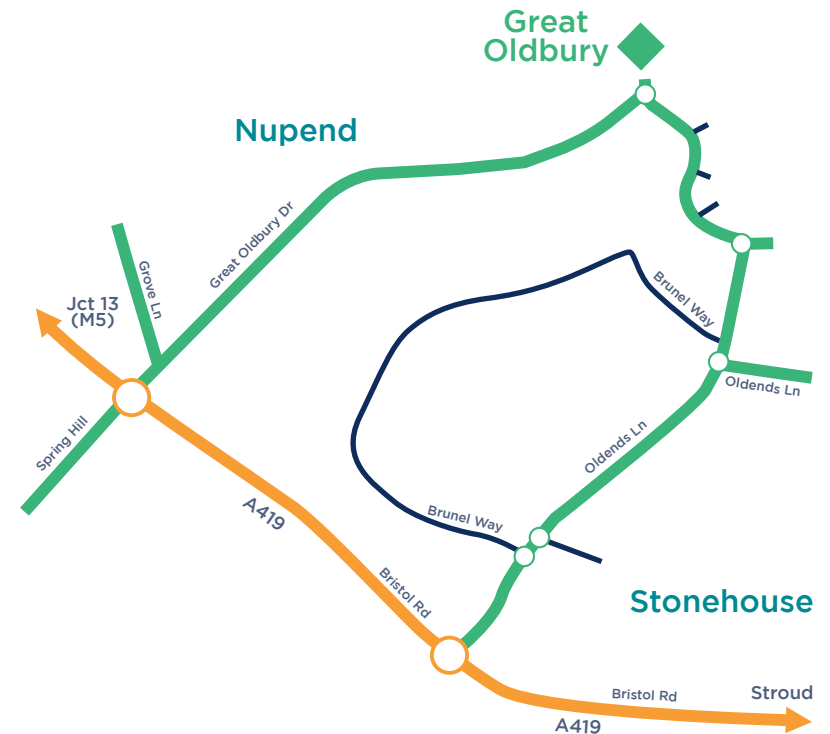 Great
Oldbury
Nupend
Great Oldbury Dr
Grove Ln
Jct 13
(M5)
Brunel Way
Oldends Ln
Spring Hill
Oldends Ln
A419
Brunel Way
Bristol Rd
Stonehouse
Bristol Rd
Stroud
A419